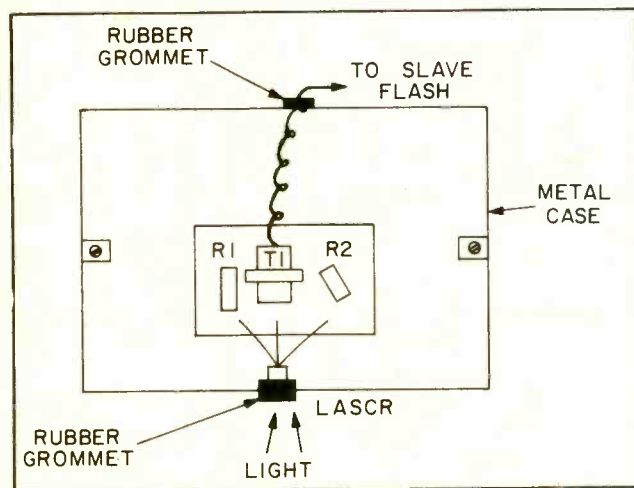 RUBBER
GROMMET
TO SLAVE
FLASH
METAL
CASE
R1
T1
R2
LASCR
RUBBER
GROMMET
LIGHT